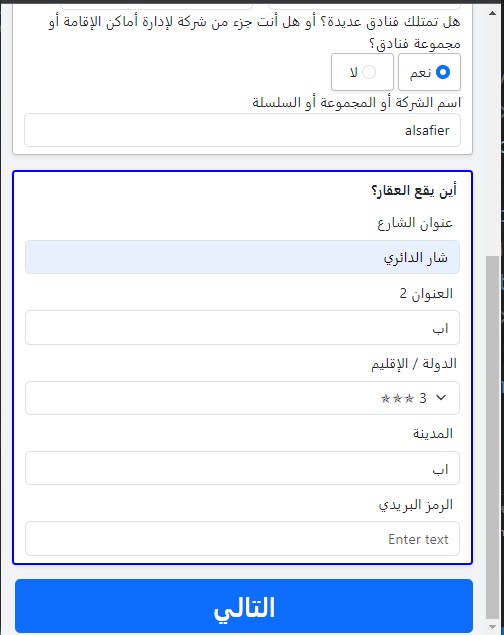 هل تمتلك فنادق عديدة؟ أو هل أنت جزء من شركة لإدارة أماكن الإقامة أو
مجموعة فنادق؟
نعم
لا
اسم الشركة أو المجموعة أو السلسلة
alsafier
أين يقع العقار؟
عنوان الشارع
شار الدائري
العنوان 2
اب
الدولة / الإقليم
3 ★★★
المدينة
اب
الرمز البريدي
Enter text
التالي